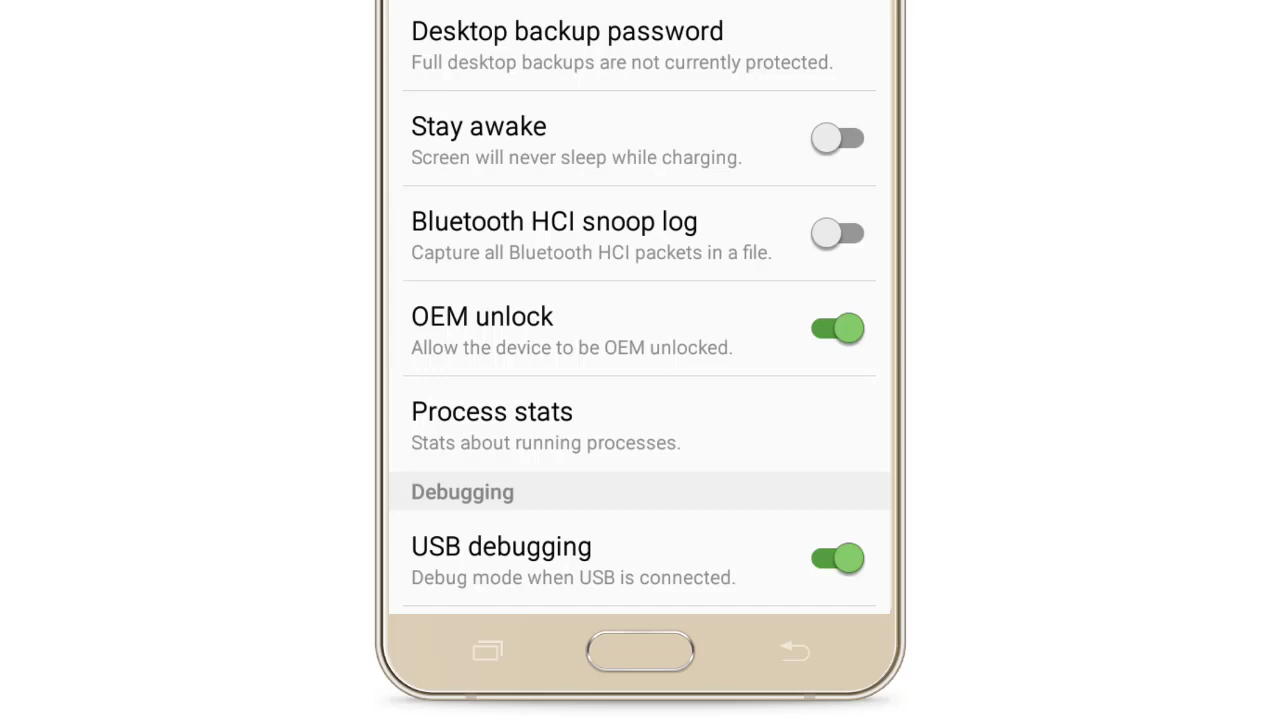 Desktop backup password
Full desktop backups are not currently protected.
Stay awake
Screen will never sleep while charging.
Bluetooth HCI snoop log
Capture all Bluetooth HCI packets in a file.
OEM unlock
Allow the device to be OEM unlocked.
Process stats
Stats about running processes.
Debugging
USB debugging
Debug mode when USB is connected.